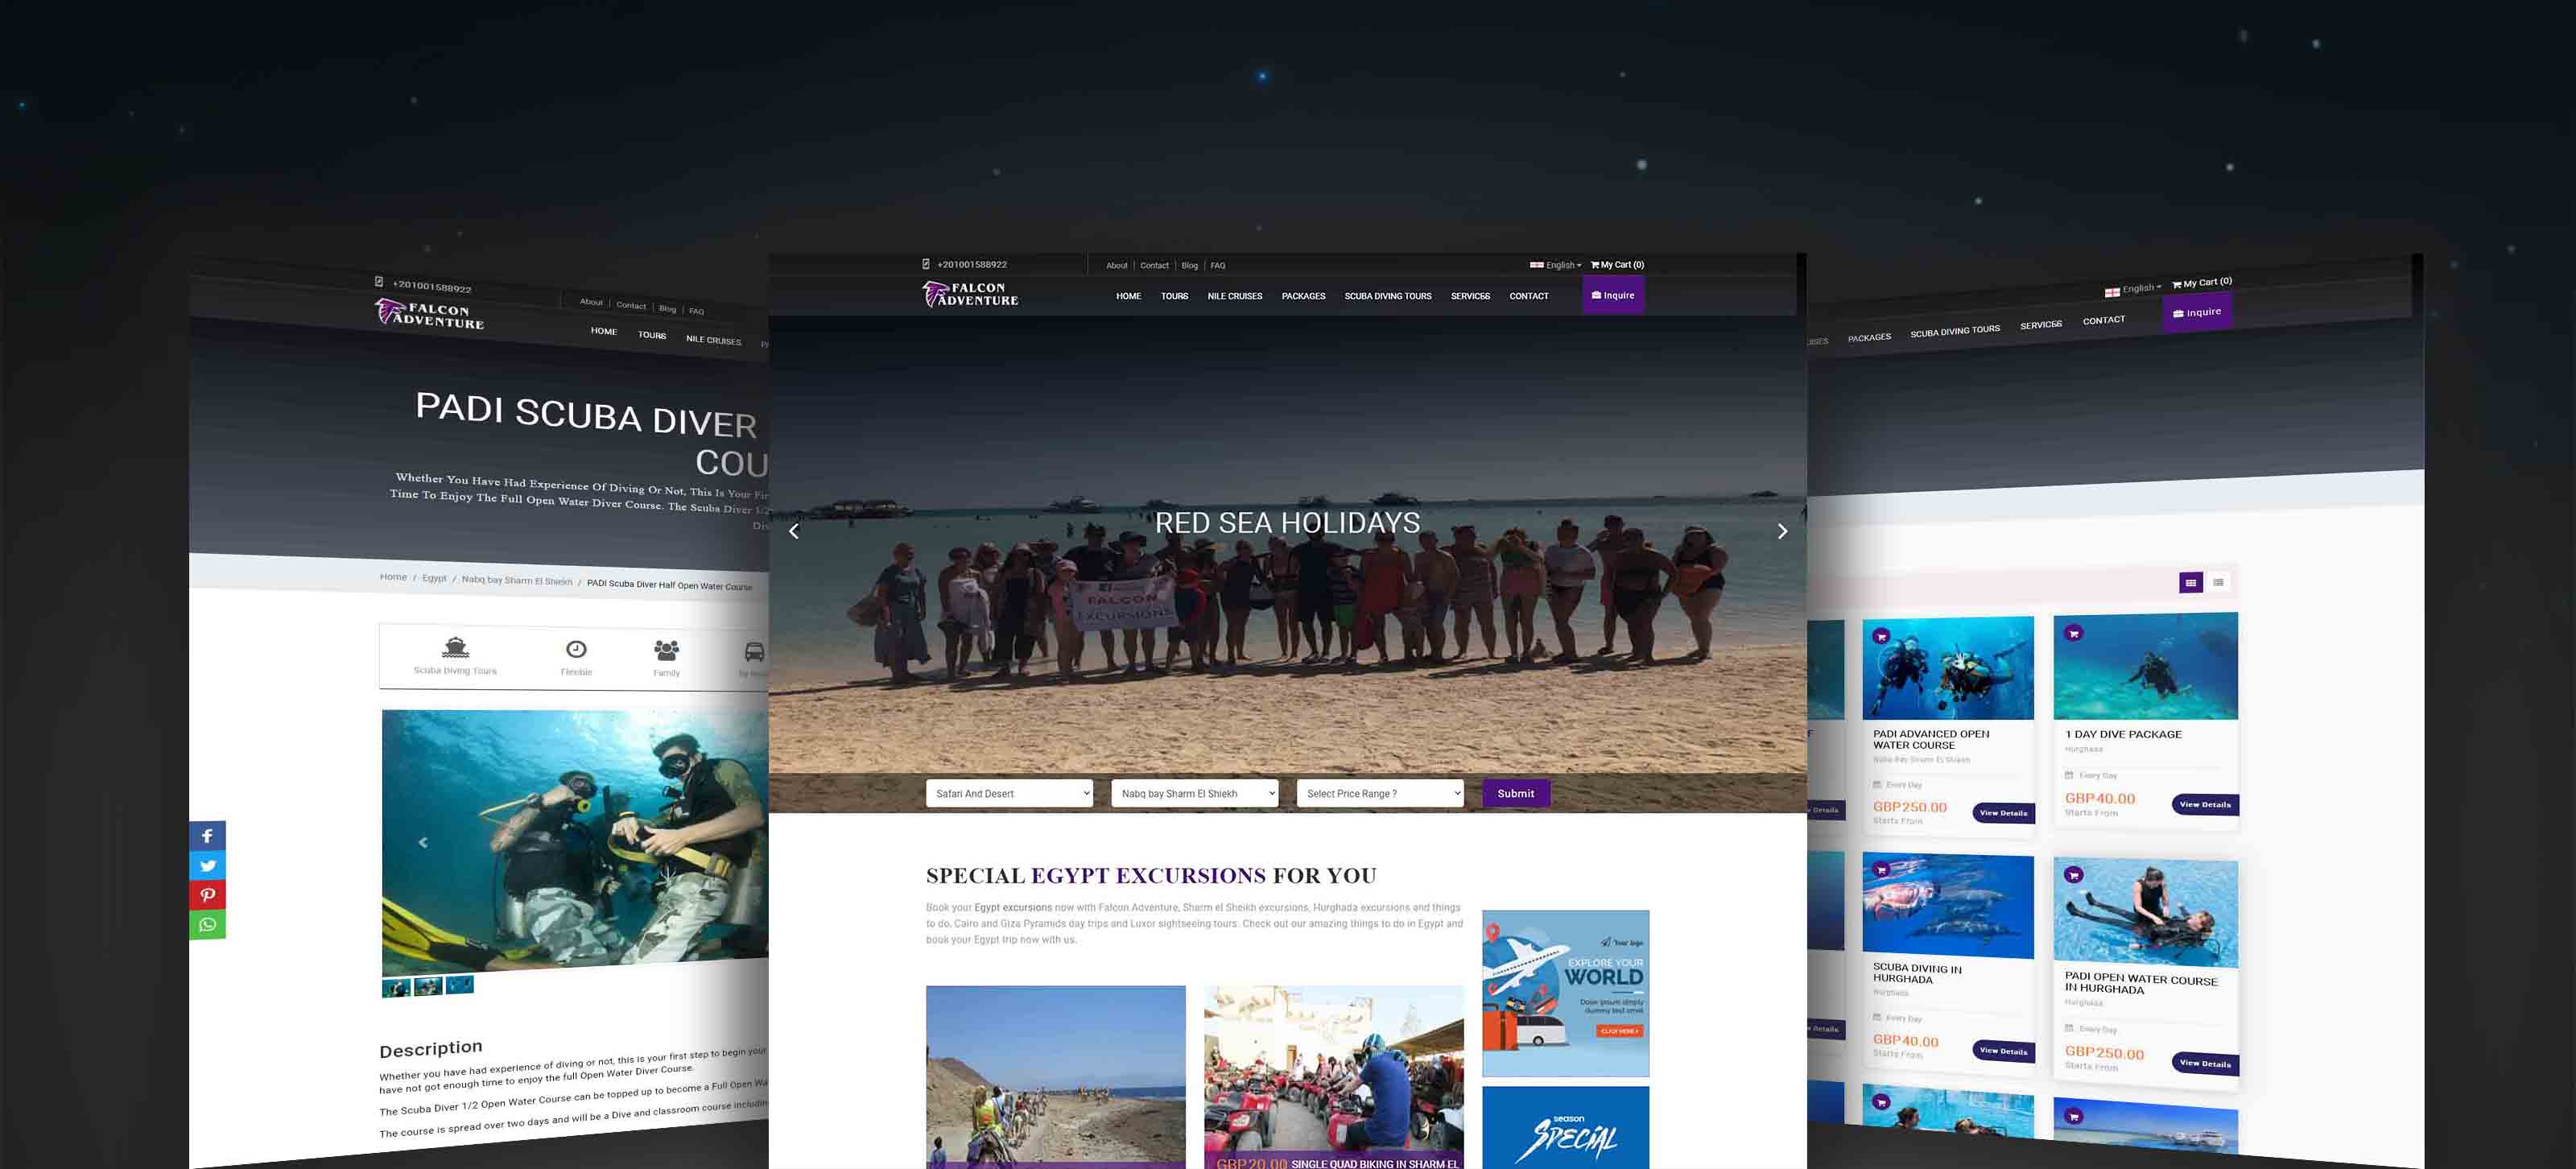 +201001588922
About | Contact | Blog | FAQ
FALCON
ADVENTURE
HOME TOURS NILE CRUISES
PADI SCUBA DIVER
COU
Whether You Have Had Experience Of Diving Or Not, This Is Your Fir
Time To Enjoy The Full Open Water Diver Course. The Scuba Diver 1/2
Home / Egypt / Nabq bay Sharm El Shiekh / PADI Scuba Diver Half Open Water Course
Scuba Diving Tours Flexible Family
Description
Whether you have had experience of diving or not, this is your first step to begin your
have not got enough time to enjoy the full Open Water Diver Course.
The Scuba Diver 1/2 Open Water Course can be topped up to become a Full Open Wa
The course is spread over two days and will be a Dive and classroom course includin
+201001588922
About | Contact | Blog | FAQ
English My Cart (0)
FALCON
ADVENTURE
HOME TOURS NILE CRUISES PACKAGES SCUBA DIVING TOURS SERVICES CONTACT
Inquire
RED SEA HOLIDAYS
FALCON
EXCURSIONS
Safari And Desert
Nabq bay Sharm El Shiekh
Select Price Range ?
Submit
SPECIAL EGYPT EXCURSIONS FOR YOU
Book your Egypt excursions now with Falcon Adventure, Sharm el Sheikh excursions, Hurghada excursions and things
to do, Cairo and Giza Pyramids day trips and Luxor sightseeing tours. Check out our amazing things to do in Egypt and
book your Egypt trip now with us.
Your logo
EXPLORE YOUR
WORLD
Dolor ipsum simply
dummy text email
CLICK HERE
season
SPECIAL
GBP20.00 SINGLE QUAD BIKING IN SHARM EL
English My Cart (0)
PACKAGES SCUBA DIVING TOURS SERVICES CONTACT
Inquire
PADI ADVANCED OPEN
WATER COURSE
Nabq Bay Sharm El Shiekh
Every Day
GBP250.00
Starts From
View Details
1 DAY DIVE PACKAGE
Hurghada
Every Day
GBP40.00
Starts From
View Details
SCUBA DIVING IN
HURGHADA
Hurghada
Every Day
GBP40.00
Starts From
View Details
PADI OPEN WATER COURSE
IN HURGHADA
Hurghada
Every Day
GBP250.00
Starts From
View Details